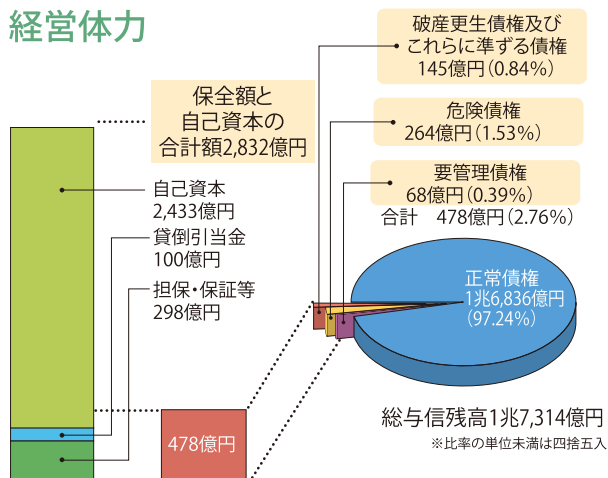 経営体力
保全額と
自己資本の
合計額2,832億円
自己資本
2,433億円
貸倒引当金
100億円
担保・保証等
298億円
478億円
破産更生債権及び
これらに準ずる債権
145億円(0.84%)
危険債権
264億円(1.53%)
要管理債権
68億円(0.39%)
合計 478億円(2.76%)
正常債権
1兆6,836億円
(97.24%)
総与信残高1兆7,314億円
※比率の単位未満は四捨五入